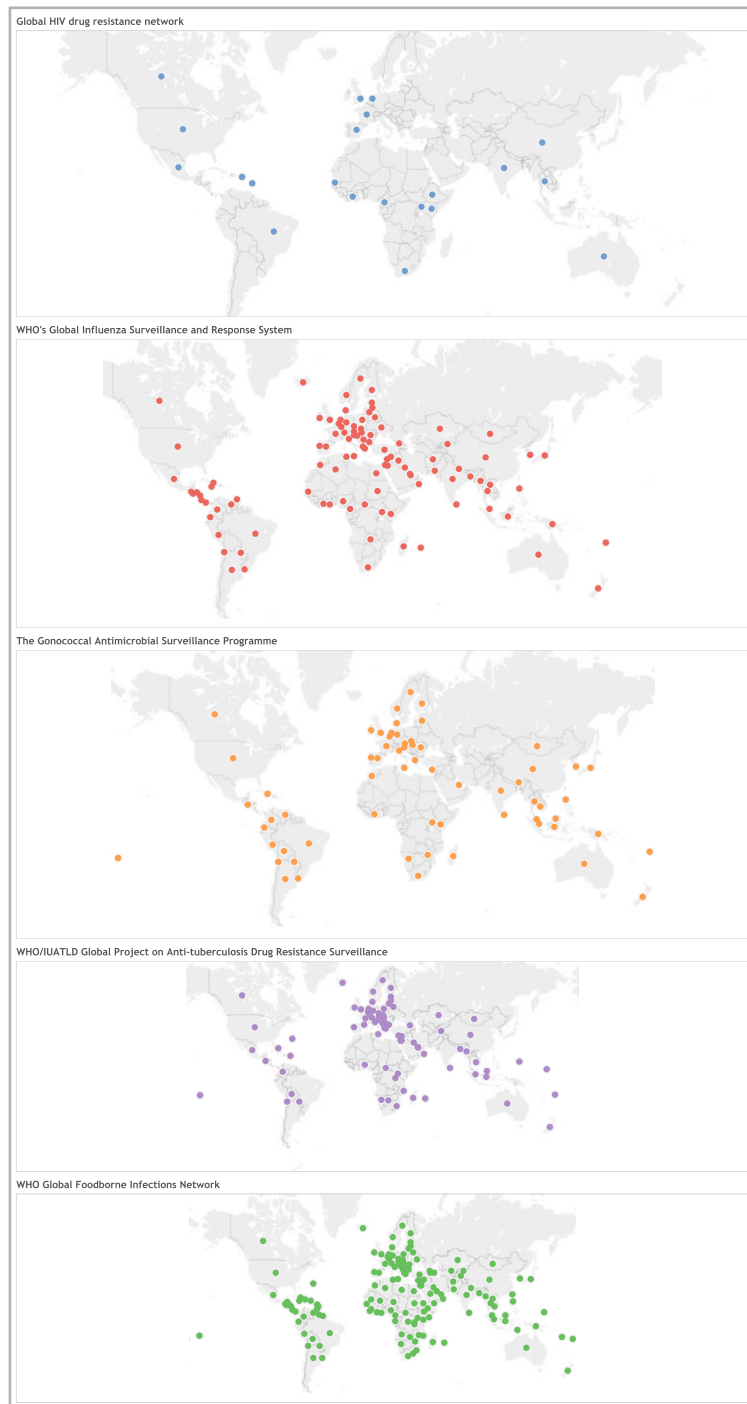 Global HIV drug resistance network
WHO's Global Influenza Surveillance and Response System
The Gonococcal Antimicrobial Surveillance Programme
WHO/IUATLD Global Project on Anti-tuberculosis Drug Resistance Surveillance
WHO Global Foodborne Infections Network